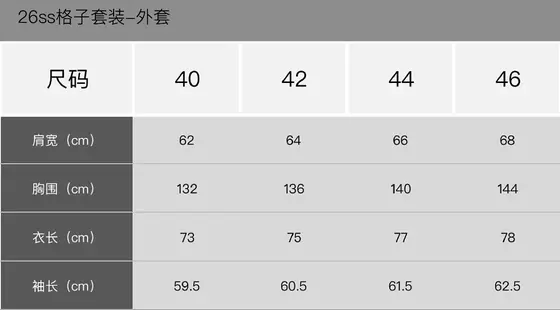 26ss格子套装-外套
尺码 40 42 44 46
肩宽（cm） 62 64 66 68
胸围（cm） 132 136 140 144
衣长（cm） 73 75 77 78
袖长（cm） 59.5 60.5 61.5 62.5